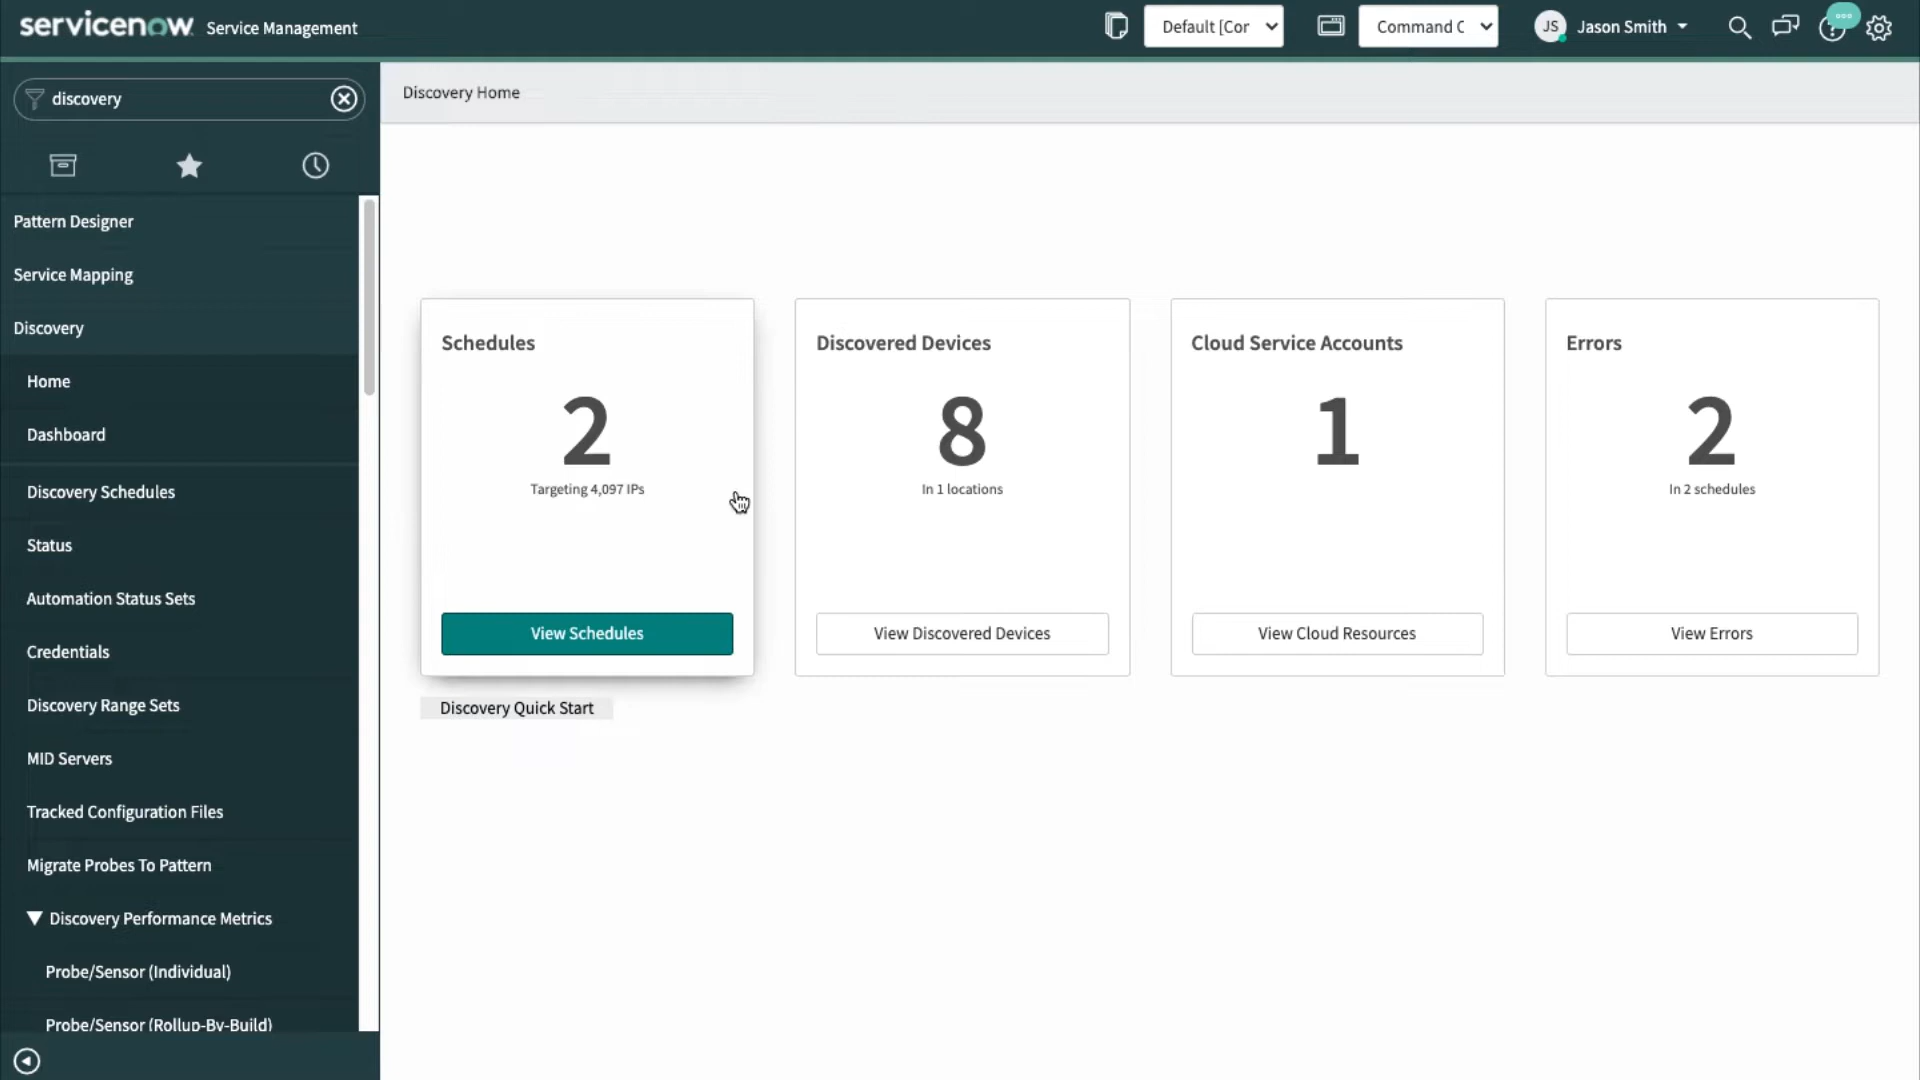 servicenow Service Management
Default [Cor
Command C
JS Jason Smith
discovery
Discovery Home
Pattern Designer
Service Mapping
Discovery
Home
Dashboard
Discovery Schedules
Status
Automation Status Sets
Credentials
Discovery Range Sets
MID Servers
Tracked Configuration Files
Migrate Probes To Pattern
Discovery Performance Metrics
Probe/Sensor (Individual)
Probe/Sensor (Rollup-By-Build)
Schedules
2
Targeting 4,097 IPs
View Schedules
Discovered Devices
8
In 1 locations
View Discovered Devices
Cloud Service Accounts
1
View Cloud Resources
Errors
2
In 2 schedules
View Errors
Discovery Quick Start